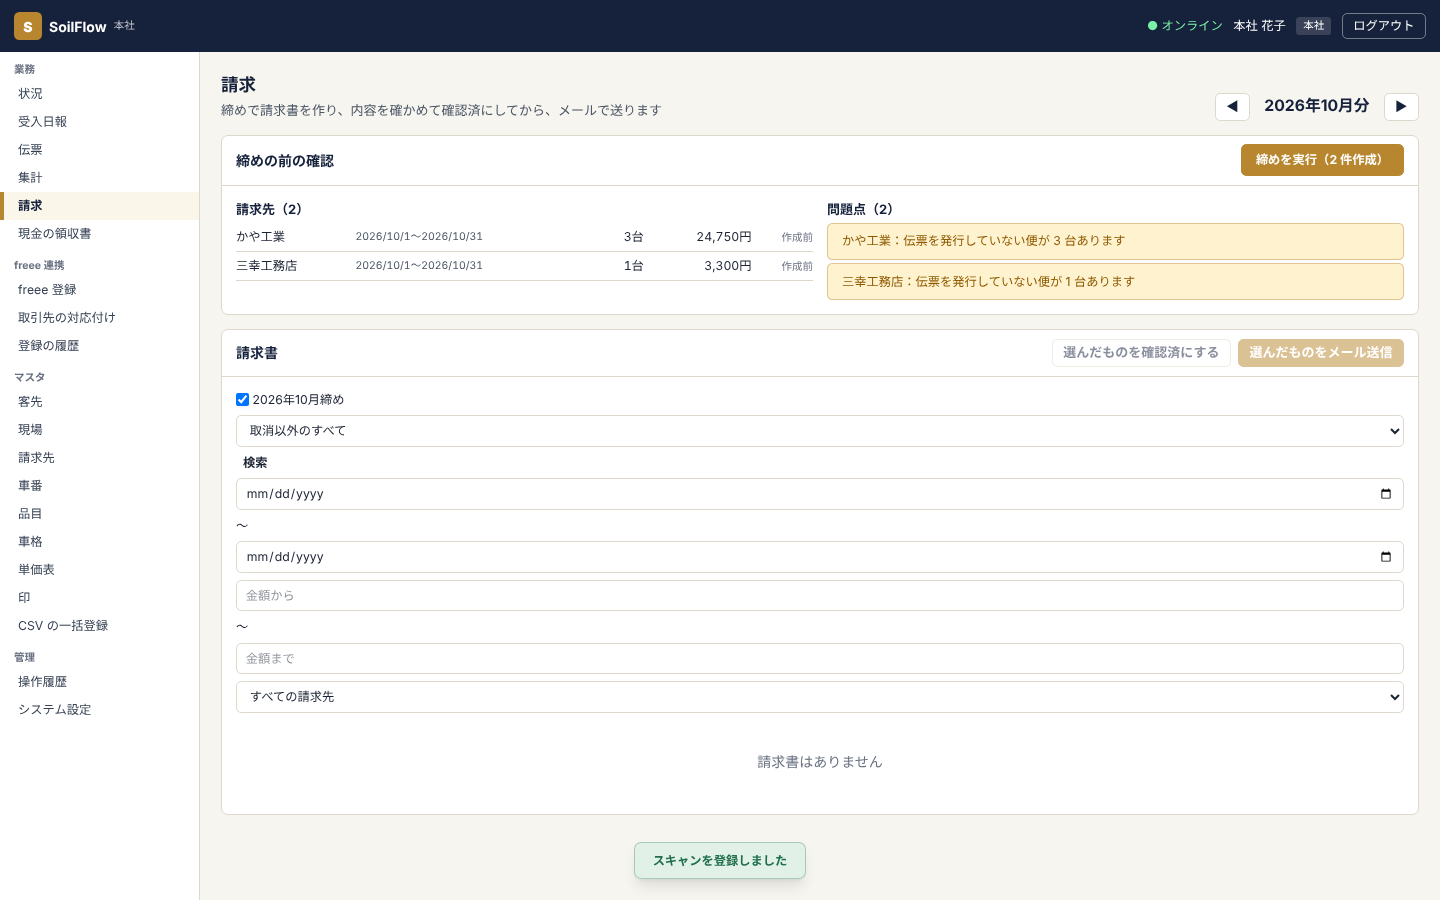 S SoilFlow 本社
オンライン 本社 花子 本社 ログアウト
業務
状況
受入日報
伝票
集計
請求
現金の領収書
freee 連携
freee 登録
取引先の対応付け
登録の履歴
マスタ
客先
現場
請求先
車番
品目
車格
単価表
印
CSV の一括登録
管理
操作履歴
システム設定
請求
締めで請求書を作り、内容を確かめて確認済にしてから、メールで送ります
◀ 2026年10月分 ▶
締めの前の確認
締めを実行（2 件作成）
請求先（2）
かや工業 2026/10/1〜2026/10/31 3台 24,750円 作成前
三幸工務店 2026/10/1〜2026/10/31 1台 3,300円 作成前
問題点（2）
かや工業：伝票を発行していない便が 3 台あります
三幸工務店：伝票を発行していない便が 1 台あります
請求書
選んだものを確認済にする 選んだものをメール送信
2026年10月締め
取消以外のすべて
検索
mm/dd/yyyy
〜
mm/dd/yyyy
金額から
〜
金額まで
すべての請求先
請求書はありません
スキャンを登録しました